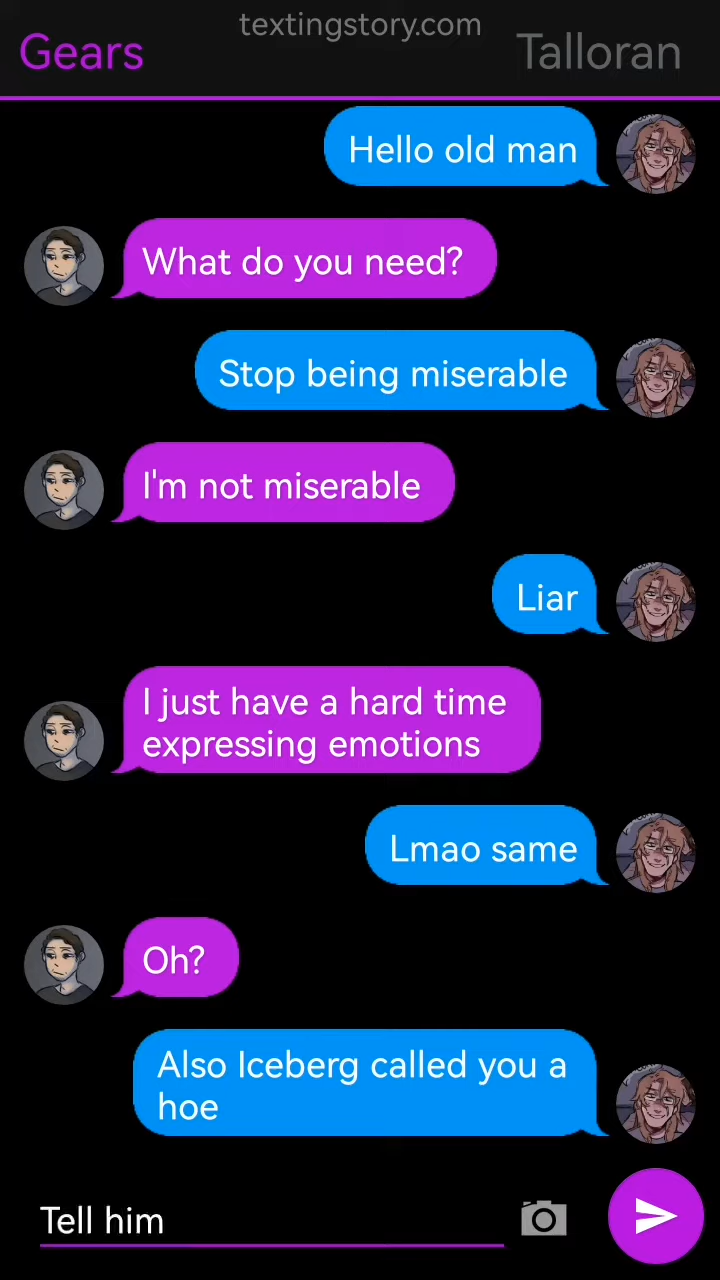 textingstory.com
Gears
Talloran
Hello old man
What do you need?
Stop being miserable
I'm not miserable
Liar
I just have a hard time
expressing emotions
Lmao same
Oh?
Also Iceberg called you a
hoe
Tell him